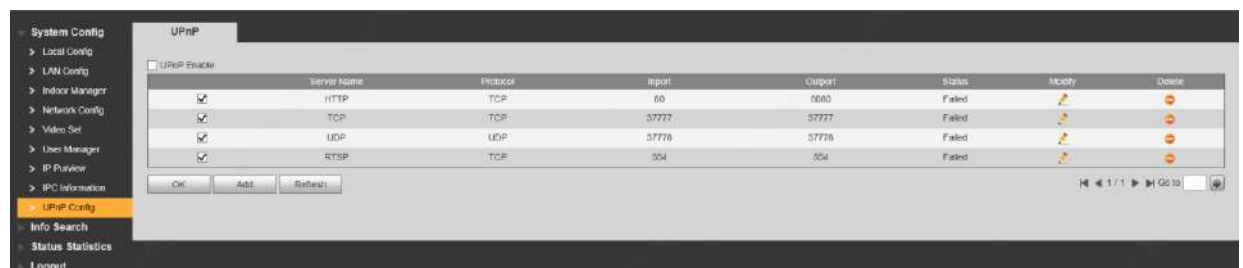 System Config
UPnP
Local Config
LAN Config
Indoor Manager
Network Config
Video Set
User Manager
IP Purview
IPC Information
UPnP Config
Info Search
Status Statistics
Logout
UPnP Enable
Server Name Protocol Inport Outport Status Modify Delete
HTTP TCP 80 8080 Failed
TCP TCP 37777 37777 Failed
UDP UDP 37778 37778 Failed
RTSP TCP 554 554 Failed
OK Add Refresh 1 / 1 Go to